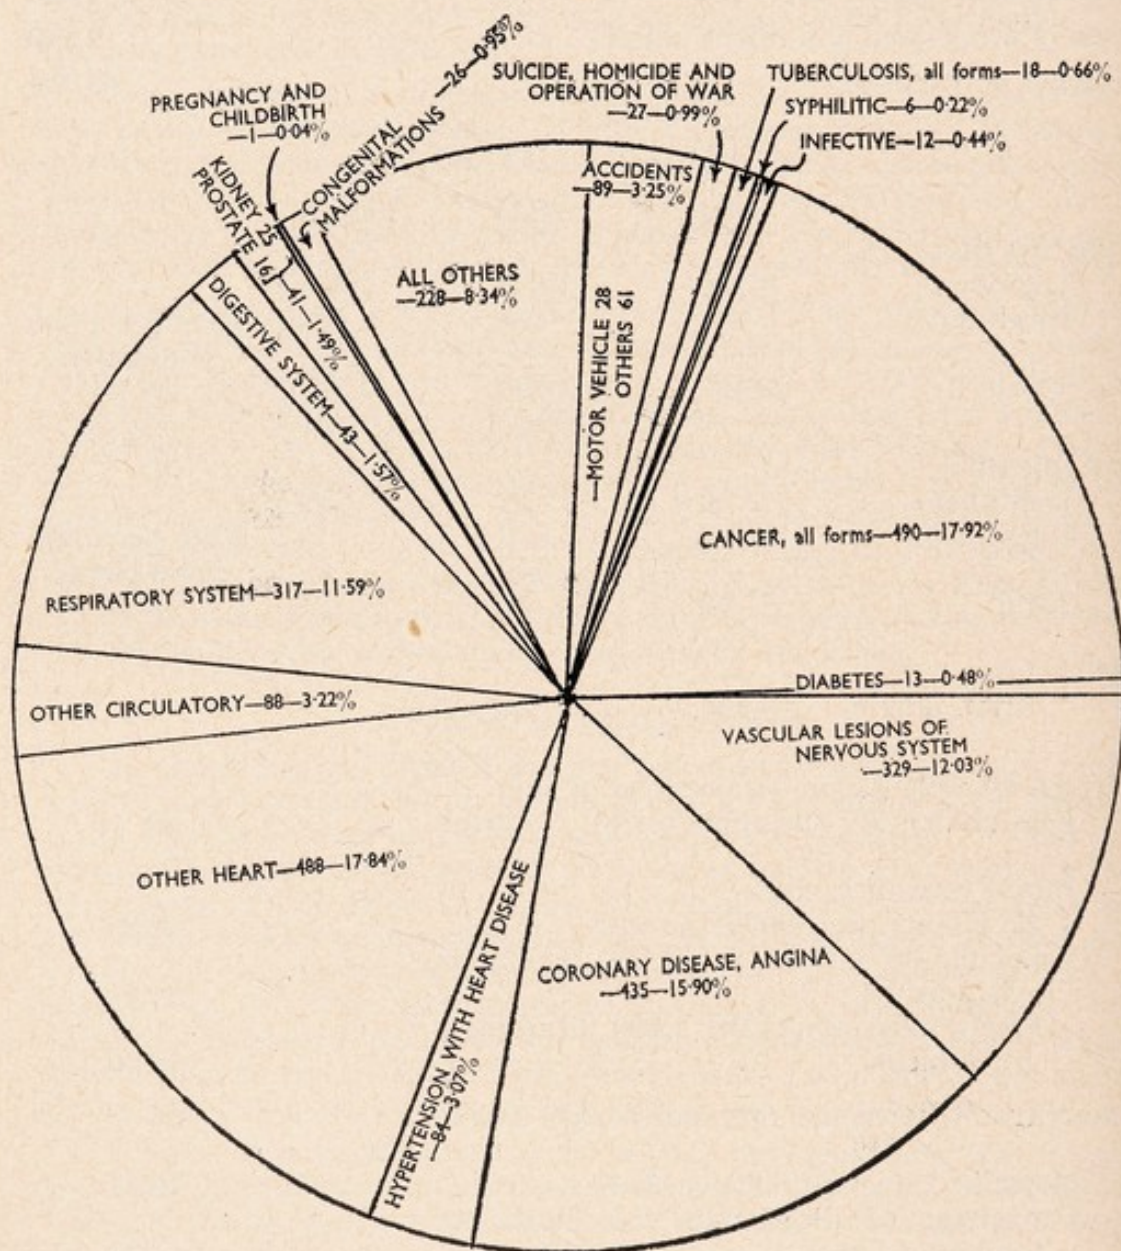 PREGNANCY AND
CHILDBIRTH
—1—0·04%
KIDNEY 25
PROSTATE 16
—41—1·49%
CONGENITAL
MALFORMATIONS —26—0·95%
SUICIDE, HOMICIDE AND
OPERATION OF WAR
—27—0·99%
TUBERCULOSIS, all forms—18—0·66%
SYPHILITIC—6—0·22%
INFECTIVE—12—0·44%
ACCIDENTS
—89—3·25%
—MOTOR VEHICLE 28
OTHERS 61
ALL OTHERS
—228—8·34%
DIGESTIVE SYSTEM—43—1·57%
CANCER, all forms—490—17·92%
RESPIRATORY SYSTEM—317—11·59%
DIABETES—13—0·48%
OTHER CIRCULATORY—88—3·22%
VASCULAR LESIONS OF
NERVOUS SYSTEM
—329—12·03%
OTHER HEART—488—17·84%
HYPERTENSION WITH HEART DISEASE
—84—3·07%
CORONARY DISEASE, ANGINA
—435—15·90%